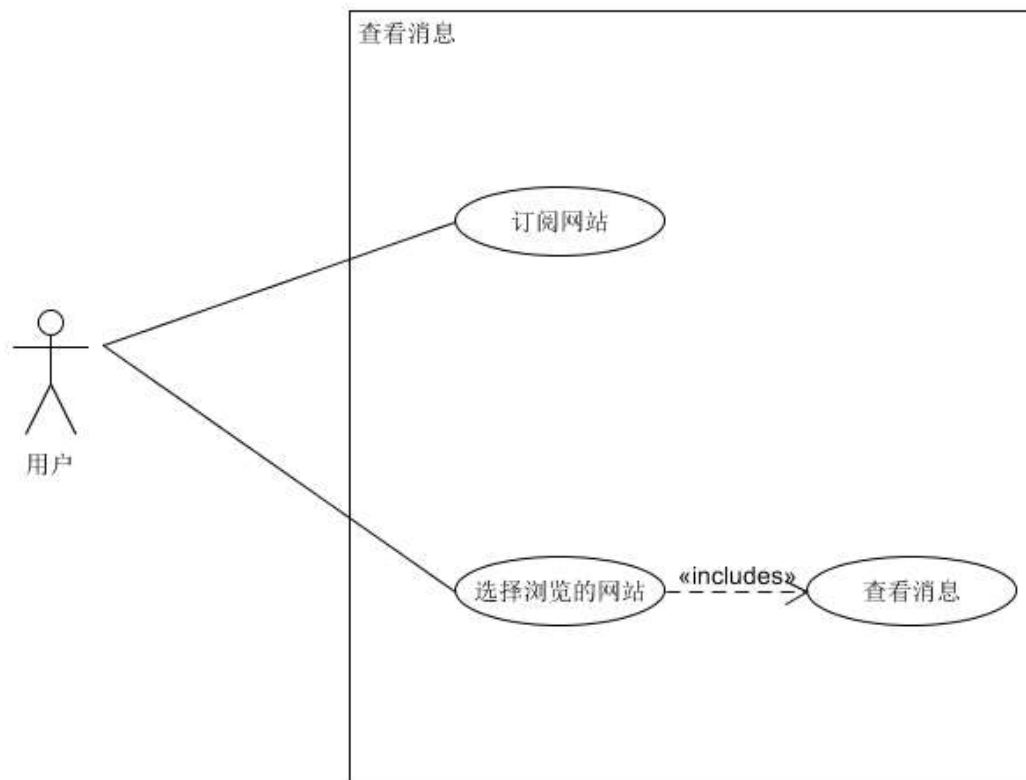 查看消息
订阅网站
用户
选择浏览的网站
«includes»
查看消息